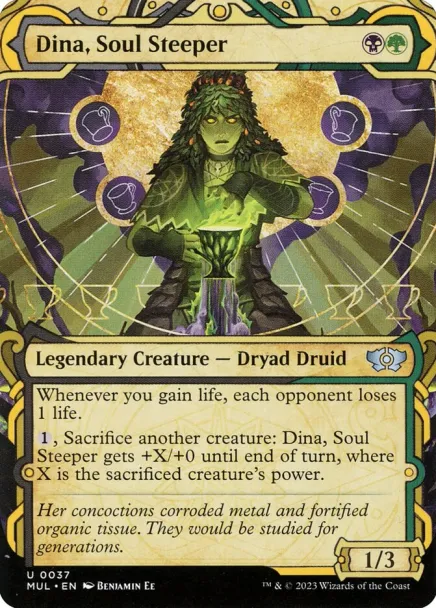 Dina, Soul Steeper
Legendary Creature — Dryad Druid
Whenever you gain life, each opponent loses
1 life.
1, Sacrifice another creature: Dina, Soul
Steeper gets +X/+0 until end of turn, where
X is the sacrificed creature's power.
Her concoctions corroded metal and fortified
organic tissue. They would be studied for
generations.
1/3
U 0037
MUL • EN Benjamin Ee
™ & © 2023 Wizards of the Coast